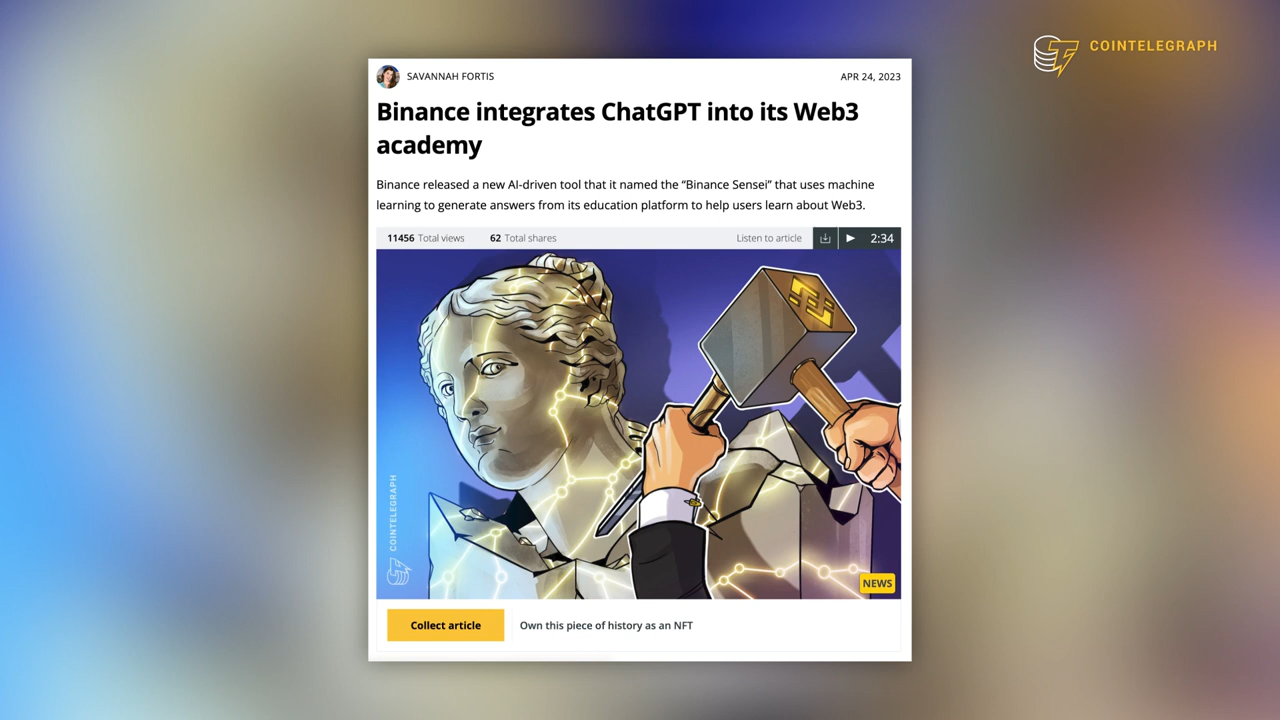 COINTELEGRAPH
SAVANNAH FORTIS
APR 24, 2023
Binance integrates ChatGPT into its Web3
academy
Binance released a new AI-driven tool that it named the “Binance Sensei” that uses machine
learning to generate answers from its education platform to help users learn about Web3.
11456 Total views
62 Total shares
Listen to article
2:34
COINTELEGRAPH
NEWS
Collect article
Own this piece of history as an NFT